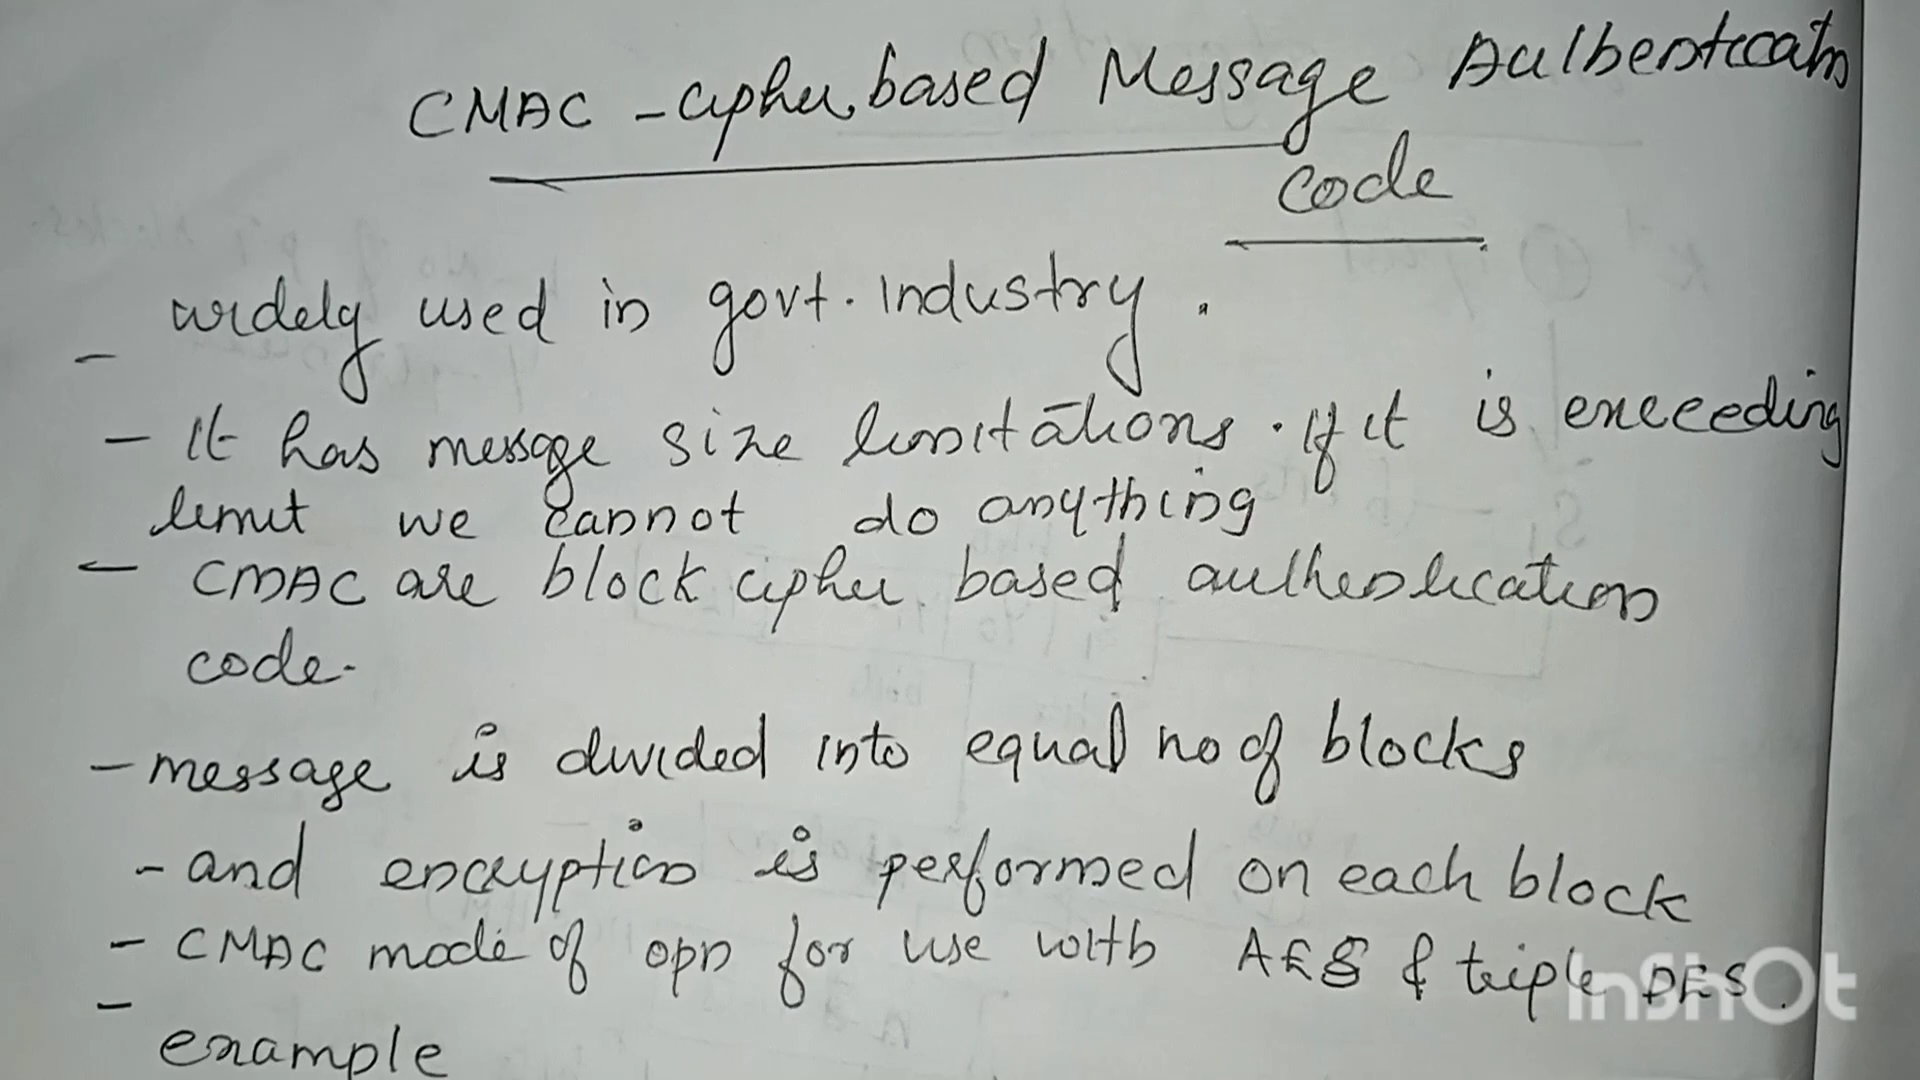 CMAC - cipher based Message Authentication
code
widely used in govt. industry.
- It has message size limitations. If it is exceeding
limit we cannot do anything
- CMAC are block cipher based authentication
code.
- message is divided into equal no of blocks
- and encryption is performed on each block
- CMAC mode of opn for use with AES & triple DES.
- example
InShOt